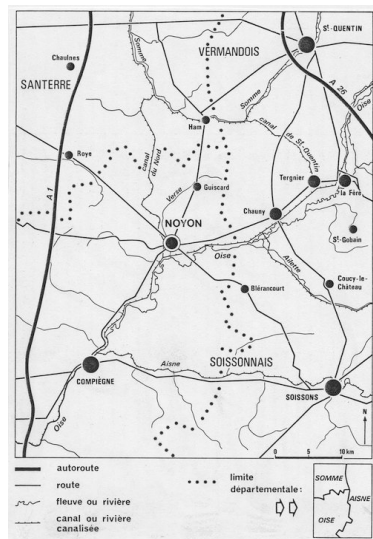 St-QUENTIN
VERMANDOIS
Chaulnes
Somme
SANTERRE
Somme
A 26
Oise
Ham
canal
de St. Quentin
Roye
canal
du Nord
Tergnier
la Fère
Verse
Guiscard
A 1
Chauny
NOYON
St-Gobain
Oise
Ailette
Coucy-le-
Château
Blérancourt
Aisne
SOISSONNAIS
COMPIÈGNE
SOISSONS
Oise
N
0 5 10 km
autoroute
route
fleuve ou rivière
canal ou rivière
canalisée
limite
départementale :
SOMME
AISNE
OISE